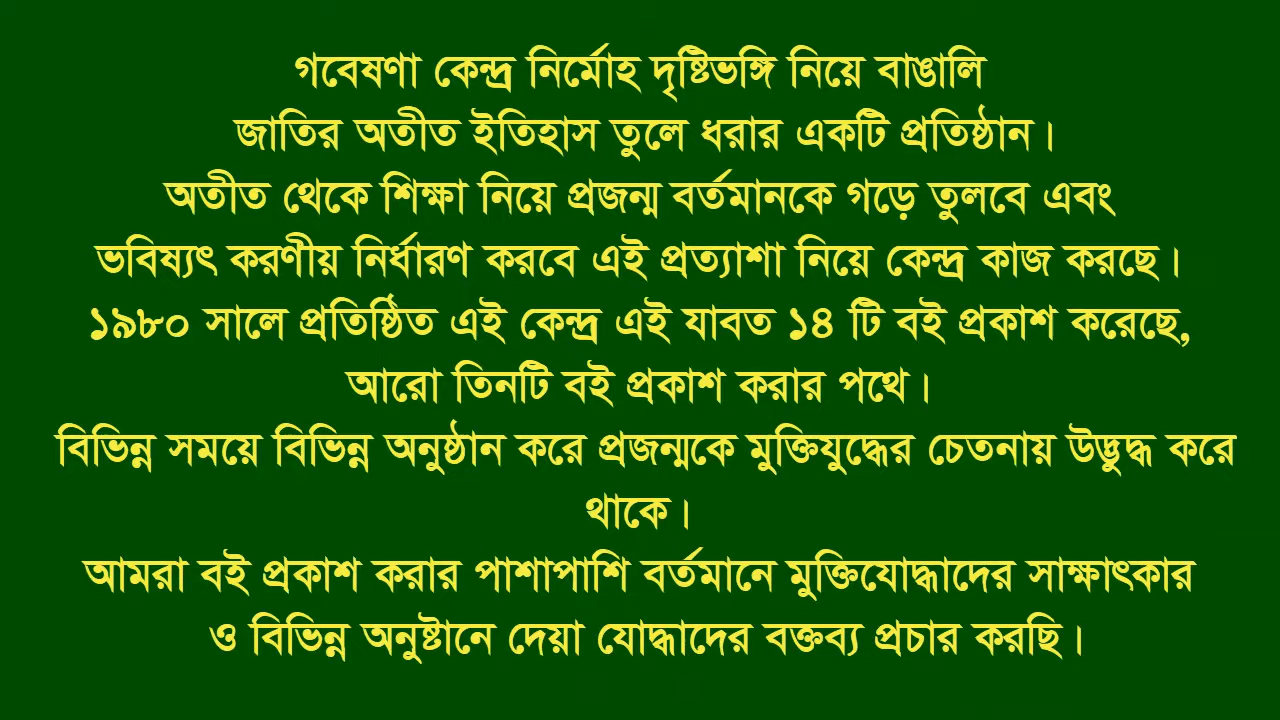 গবেষণা কেন্দ্র নির্মোহ দৃষ্টিভঙ্গি নিয়ে বাঙালি
জাতির অতীত ইতিহাস তুলে ধরার একটি প্রতিষ্ঠান।
অতীত থেকে শিক্ষা নিয়ে প্রজন্ম বর্তমানকে গড়ে তুলবে এবং
ভবিষ্যৎ করণীয় নির্ধারণ করবে এই প্রত্যাশা নিয়ে কেন্দ্র কাজ করছে।
১৯৮০ সালে প্রতিষ্ঠিত এই কেন্দ্র এই যাবত ১৪ টি বই প্রকাশ করেছে,
আরো তিনটি বই প্রকাশ করার পথে।
বিভিন্ন সময়ে বিভিন্ন অনুষ্ঠান করে প্রজন্মকে মুক্তিযুদ্ধের চেতনায় উদ্বুদ্ধ করে
থাকে।
আমরা বই প্রকাশ করার পাশাপাশি বর্তমানে মুক্তিযোদ্ধাদের সাক্ষাৎকার
ও বিভিন্ন অনুষ্টানে দেয়া যোদ্ধাদের বক্তব্য প্রচার করছি।